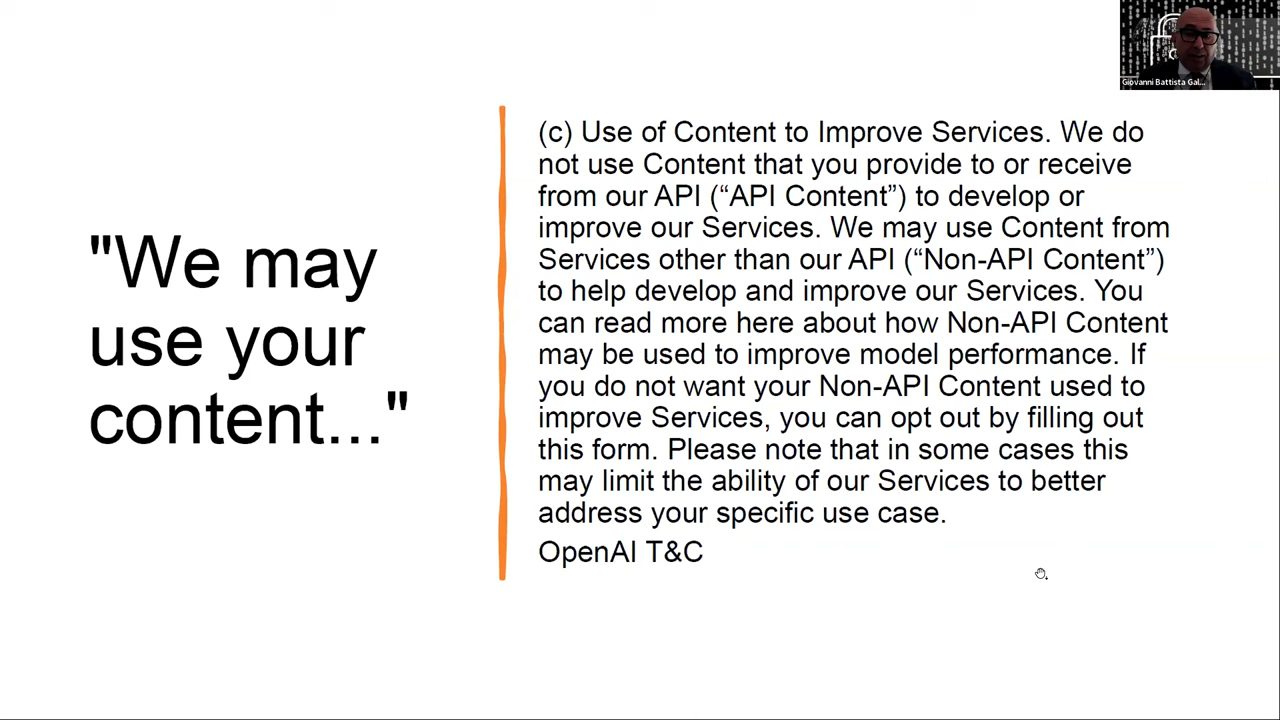 Giovanni Battista Gal...
"We may
use your
content..."
(c) Use of Content to Improve Services. We do
not use Content that you provide to or receive
from our API (“API Content”) to develop or
improve our Services. We may use Content from
Services other than our API (“Non-API Content”)
to help develop and improve our Services. You
can read more here about how Non-API Content
may be used to improve model performance. If
you do not want your Non-API Content used to
improve Services, you can opt out by filling out
this form. Please note that in some cases this
may limit the ability of our Services to better
address your specific use case.
OpenAI T&C